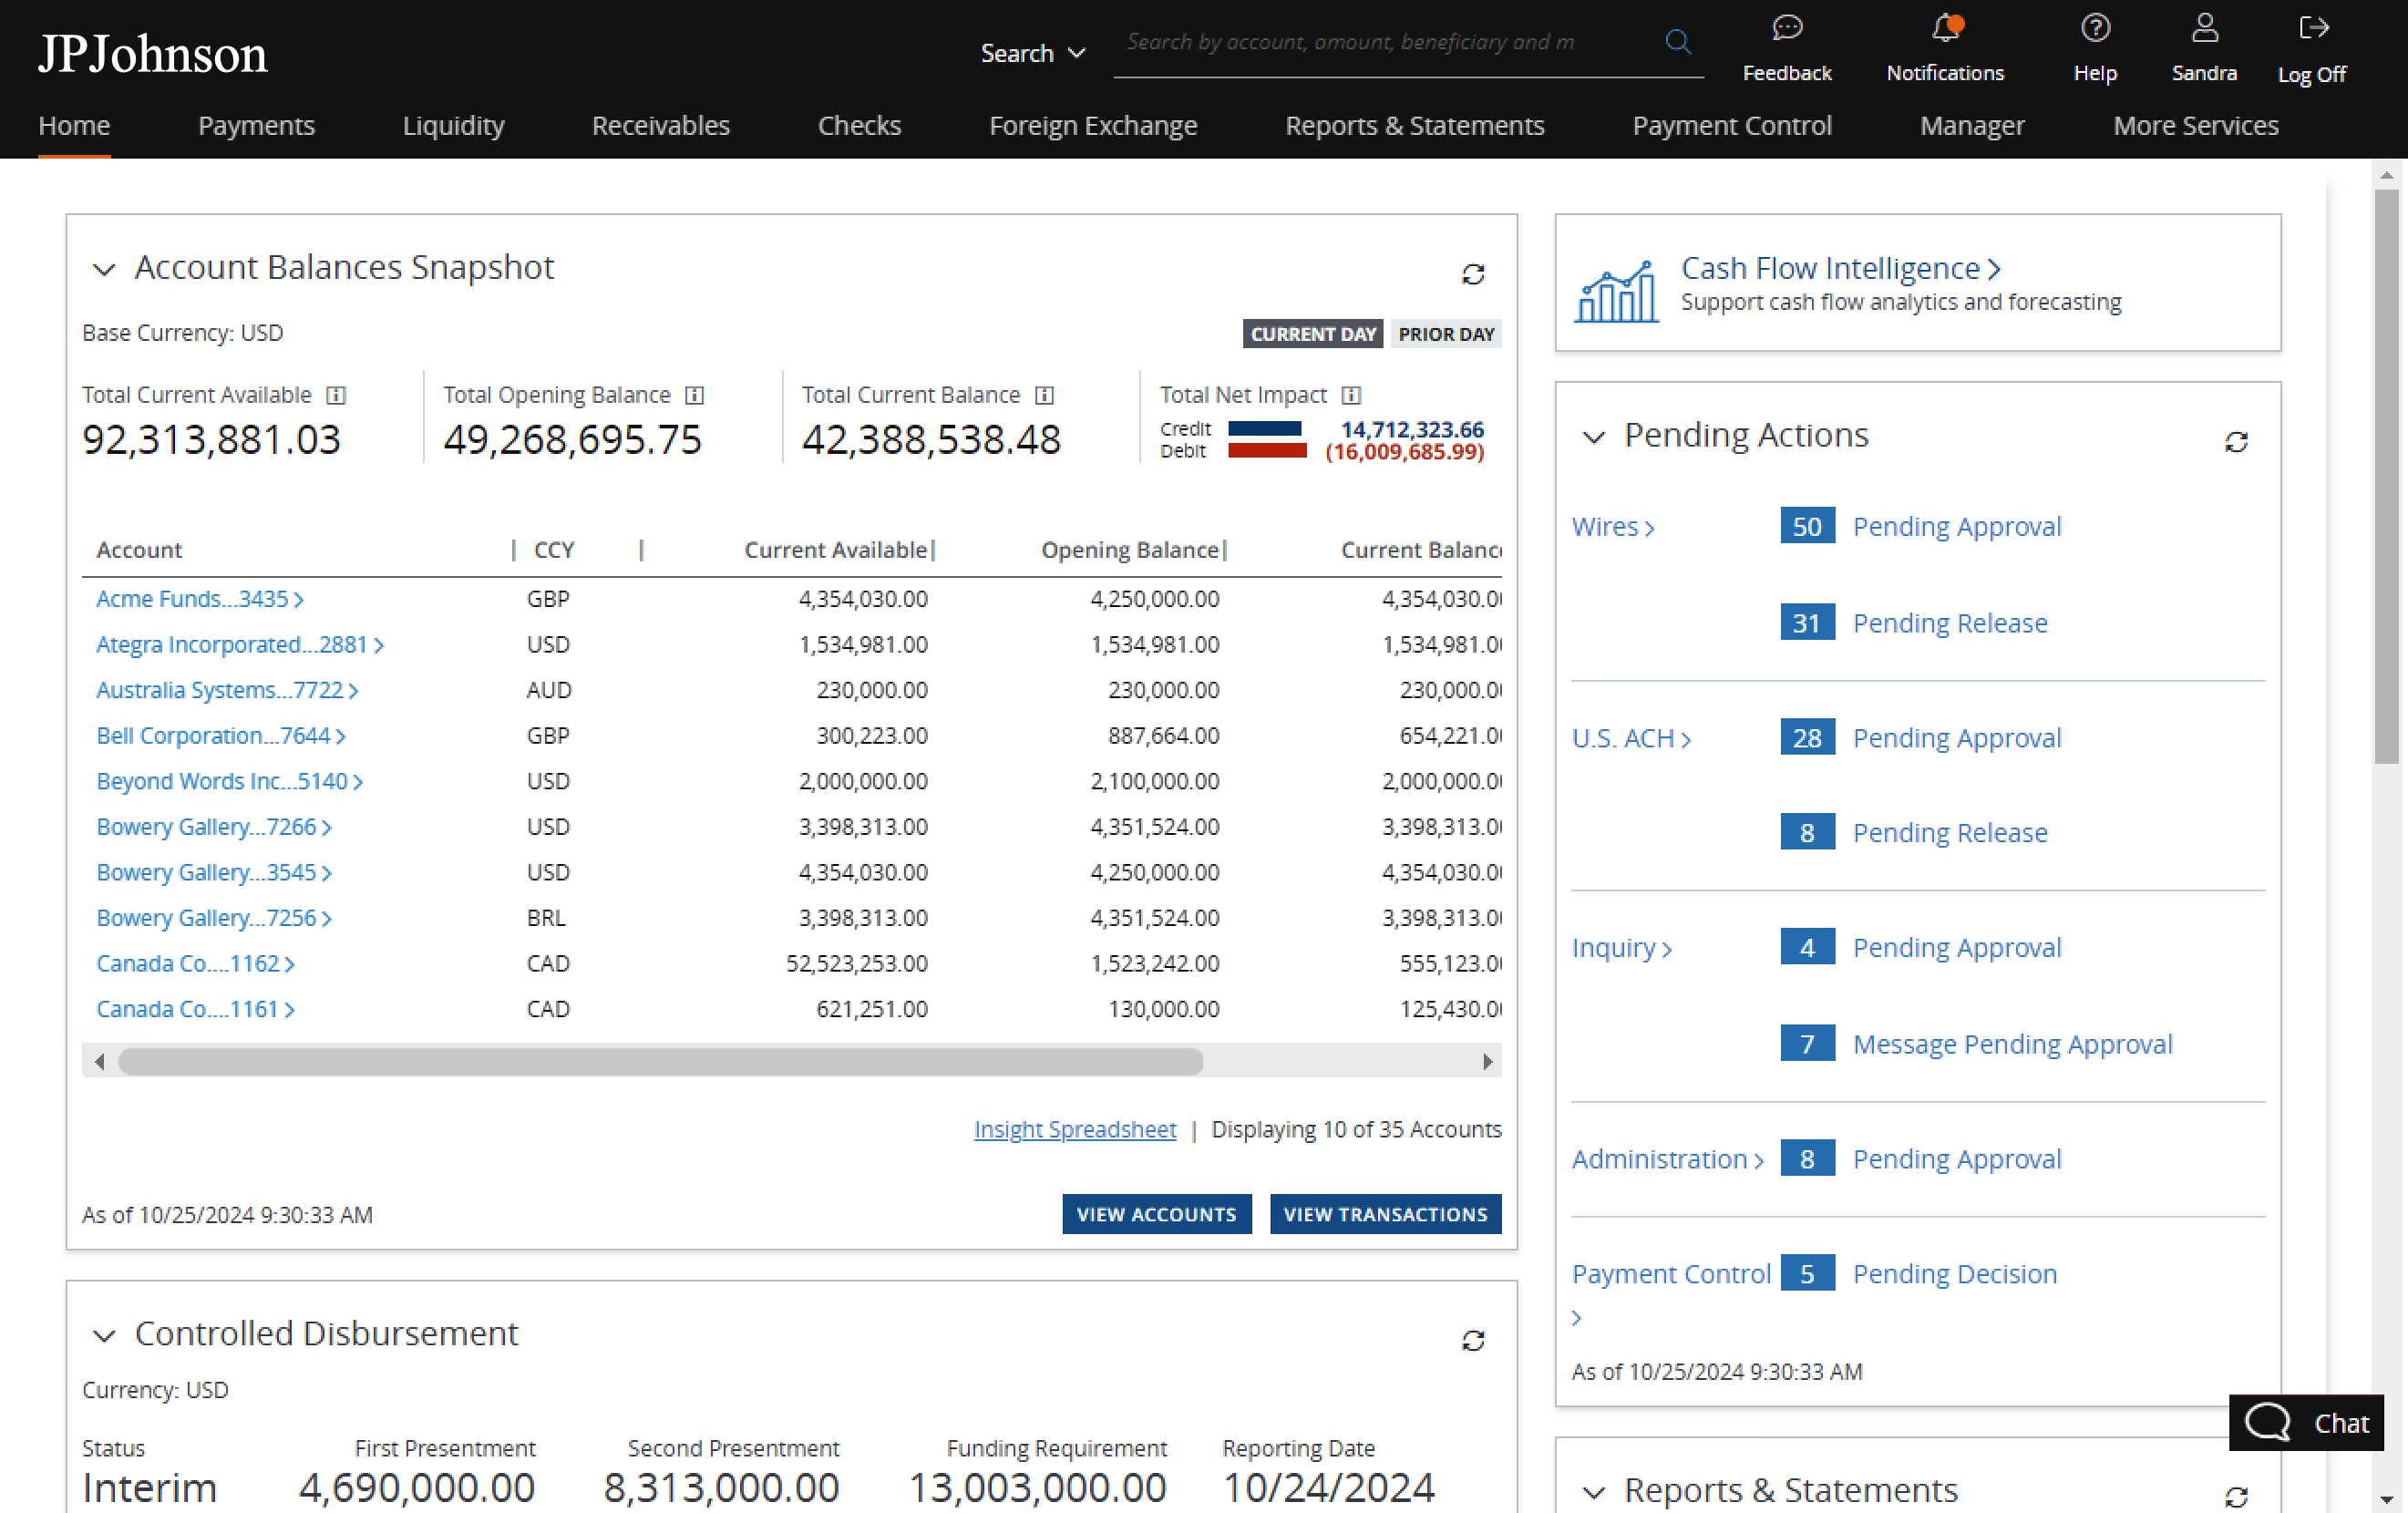 JPJohnson
Search
Search by account, amount, beneficiary and m
Feedback
Notifications
Help
Sandra
Log Off
Home
Payments
Liquidity
Receivables
Checks
Foreign Exchange
Reports & Statements
Payment Control
Manager
More Services
Account Balances Snapshot
Base Currency: USD
CURRENT DAY
PRIOR DAY
Total Current Available
92,313,881.03
Total Opening Balance
49,268,695.75
Total Current Balance
42,388,538.48
Total Net Impact
Credit 14,712,323.66
Debit (16,009,685.99)
Account | CCY | Current Available | Opening Balance | Current Balanc
Acme Funds...3435 > GBP 4,354,030.00 4,250,000.00 4,354,030.0
Ategra Incorporated...2881 > USD 1,534,981.00 1,534,981.00 1,534,981.0
Australia Systems...7722 > AUD 230,000.00 230,000.00 230,000.0
Bell Corporation...7644 > GBP 300,223.00 887,664.00 654,221.0
Beyond Words Inc...5140 > USD 2,000,000.00 2,100,000.00 2,000,000.0
Bowery Gallery...7266 > USD 3,398,313.00 4,351,524.00 3,398,313.0
Bowery Gallery...3545 > USD 4,354,030.00 4,250,000.00 4,354,030.0
Bowery Gallery...7256 > BRL 3,398,313.00 4,351,524.00 3,398,313.0
Canada Co....1162 > CAD 52,523,253.00 1,523,242.00 555,123.0
Canada Co....1161 > CAD 621,251.00 130,000.00 125,430.0
Insight Spreadsheet | Displaying 10 of 35 Accounts
As of 10/25/2024 9:30:33 AM
VIEW ACCOUNTS
VIEW TRANSACTIONS
Controlled Disbursement
Currency: USD
Status
Interim
First Presentment
4,690,000.00
Second Presentment
8,313,000.00
Funding Requirement
13,003,000.00
Reporting Date
10/24/2024
Cash Flow Intelligence >
Support cash flow analytics and forecasting
Pending Actions
Wires > 50 Pending Approval
31 Pending Release
U.S. ACH > 28 Pending Approval
8 Pending Release
Inquiry > 4 Pending Approval
7 Message Pending Approval
Administration > 8 Pending Approval
Payment Control > 5 Pending Decision
As of 10/25/2024 9:30:33 AM
Chat
Reports & Statements